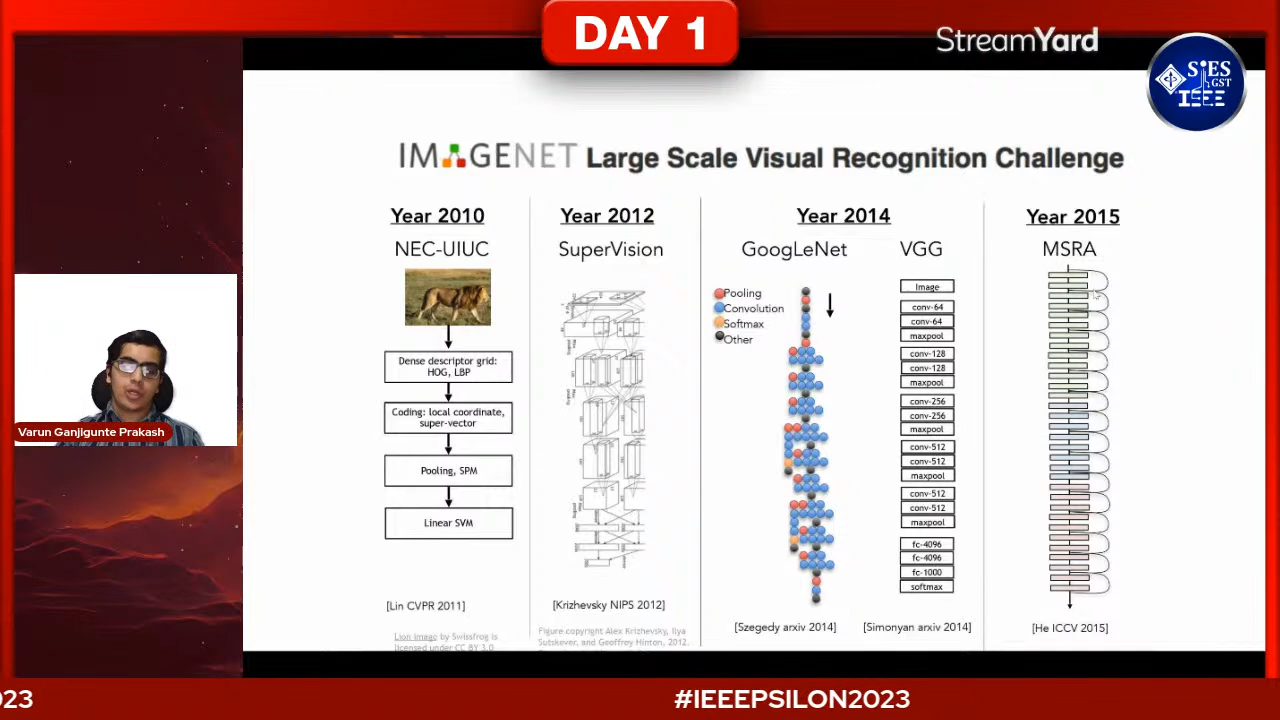 DAY 1
StreamYard
SiES
GST
IEEE
IMAGENET Large Scale Visual Recognition Challenge
Year 2010
NEC-UIUC
Dense descriptor grid:
HOG, LBP
Coding: local coordinate,
super-vector
Pooling, SPM
Linear SVM
[Lin CVPR 2011]
Lion image by Swissfrog is
licensed under CC BY 3.0
Year 2012
SuperVision
[Krizhevsky NIPS 2012]
Figure copyright Alex Krizhevsky, Ilya
Sutskever, and Geoffrey Hinton, 2012.
Year 2014
GoogLeNet
Pooling
Convolution
Softmax
Other
[Szegedy arxiv 2014]
VGG
Image
conv-64
conv-64
maxpool
conv-128
conv-128
maxpool
conv-256
conv-256
maxpool
conv-512
conv-512
maxpool
conv-512
conv-512
maxpool
fc-4096
fc-4096
fc-1000
softmax
[Simonyan arxiv 2014]
Year 2015
MSRA
[He ICCV 2015]
Varun Ganjigunte Prakash
023
#IEEEPSILON2023